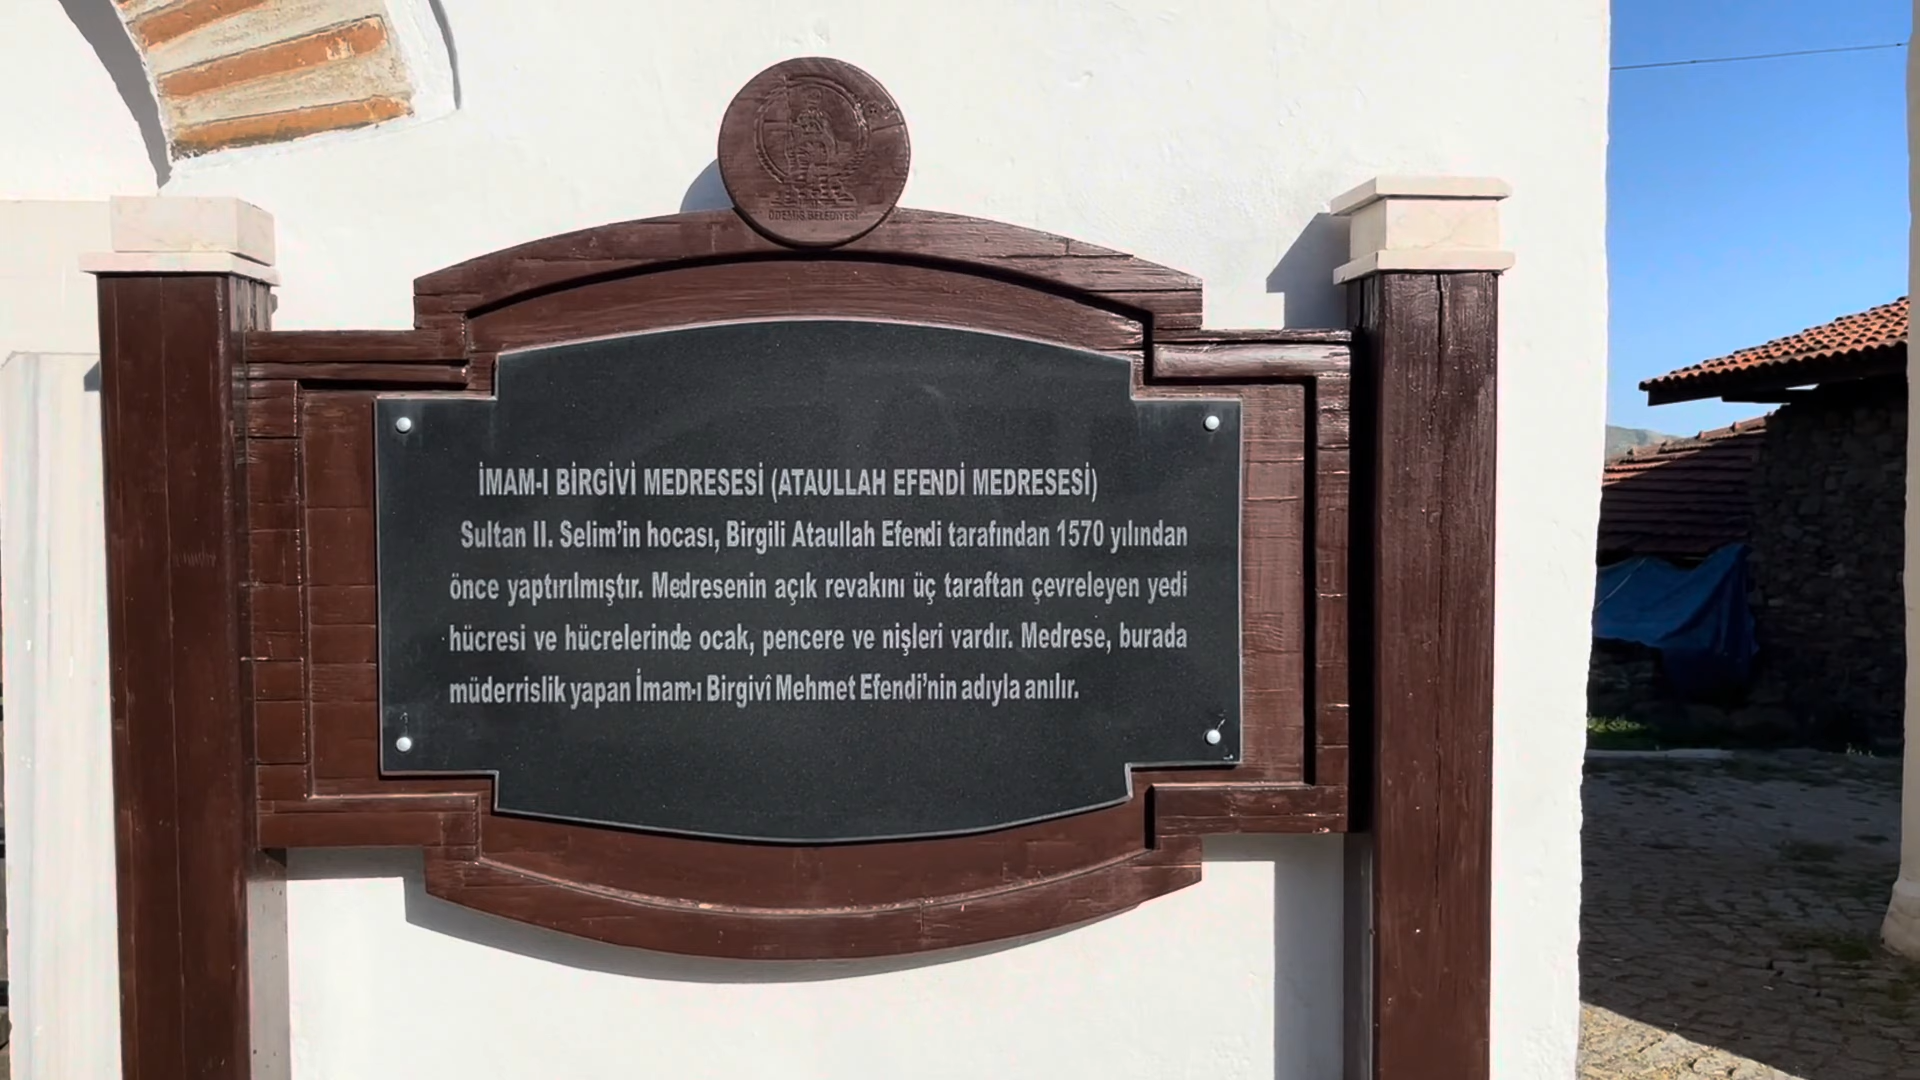 ÖDEMİŞ BELEDİYESİ
İMAM-I BİRGİVİ MEDRESESİ (ATAULLAH EFENDİ MEDRESESİ)
Sultan II. Selim’in hocası, Birgili Ataullah Efendi tarafından 1570 yılından
önce yaptırılmıştır. Medresenin açık revakını üç taraftan çevreleyen yedi
hücresi ve hücrelerinde ocak, pencere ve nişleri vardır. Medrese, burada
müderrislik yapan İmam-ı Birgivî Mehmet Efendi’nin adıyla anılır.